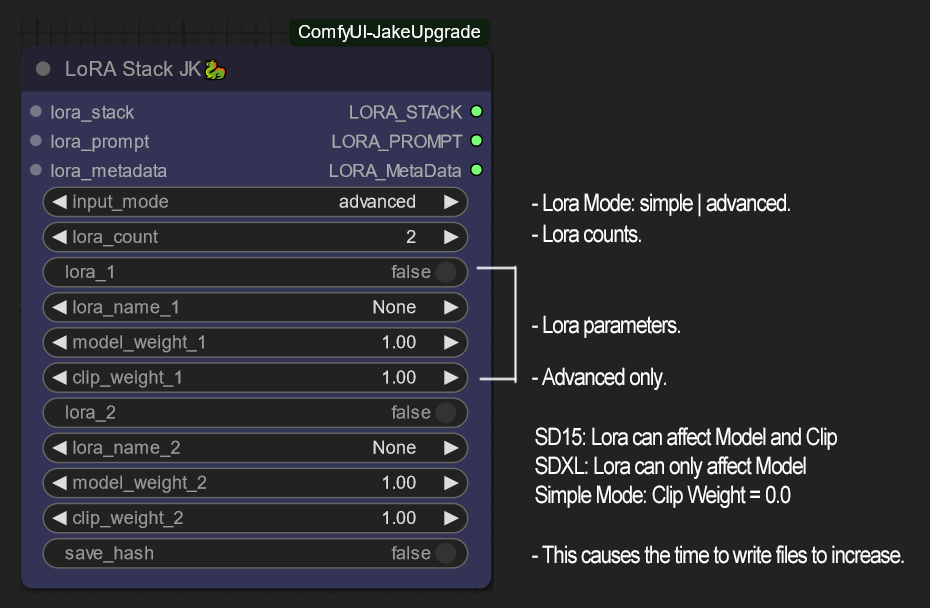 ComfyUI-JakeUpgrade
LoRA Stack JK🐉
lora_stack LORA_STACK
lora_prompt LORA_PROMPT
lora_metadata LORA_MetaData
◀ input_mode advanced ▶
◀ lora_count 2 ▶
lora_1 false
◀ lora_name_1 None ▶
◀ model_weight_1 1.00 ▶
◀ clip_weight_1 1.00 ▶
lora_2 false
◀ lora_name_2 None ▶
◀ model_weight_2 1.00 ▶
◀ clip_weight_2 1.00 ▶
save_hash false
- Lora Mode: simple | advanced.
- Lora counts.
- Lora parameters.
- Advanced only.
SD15: Lora can affect Model and Clip
SDXL: Lora can only affect Model
Simple Mode: Clip Weight = 0.0
- This causes the time to write files to increase.